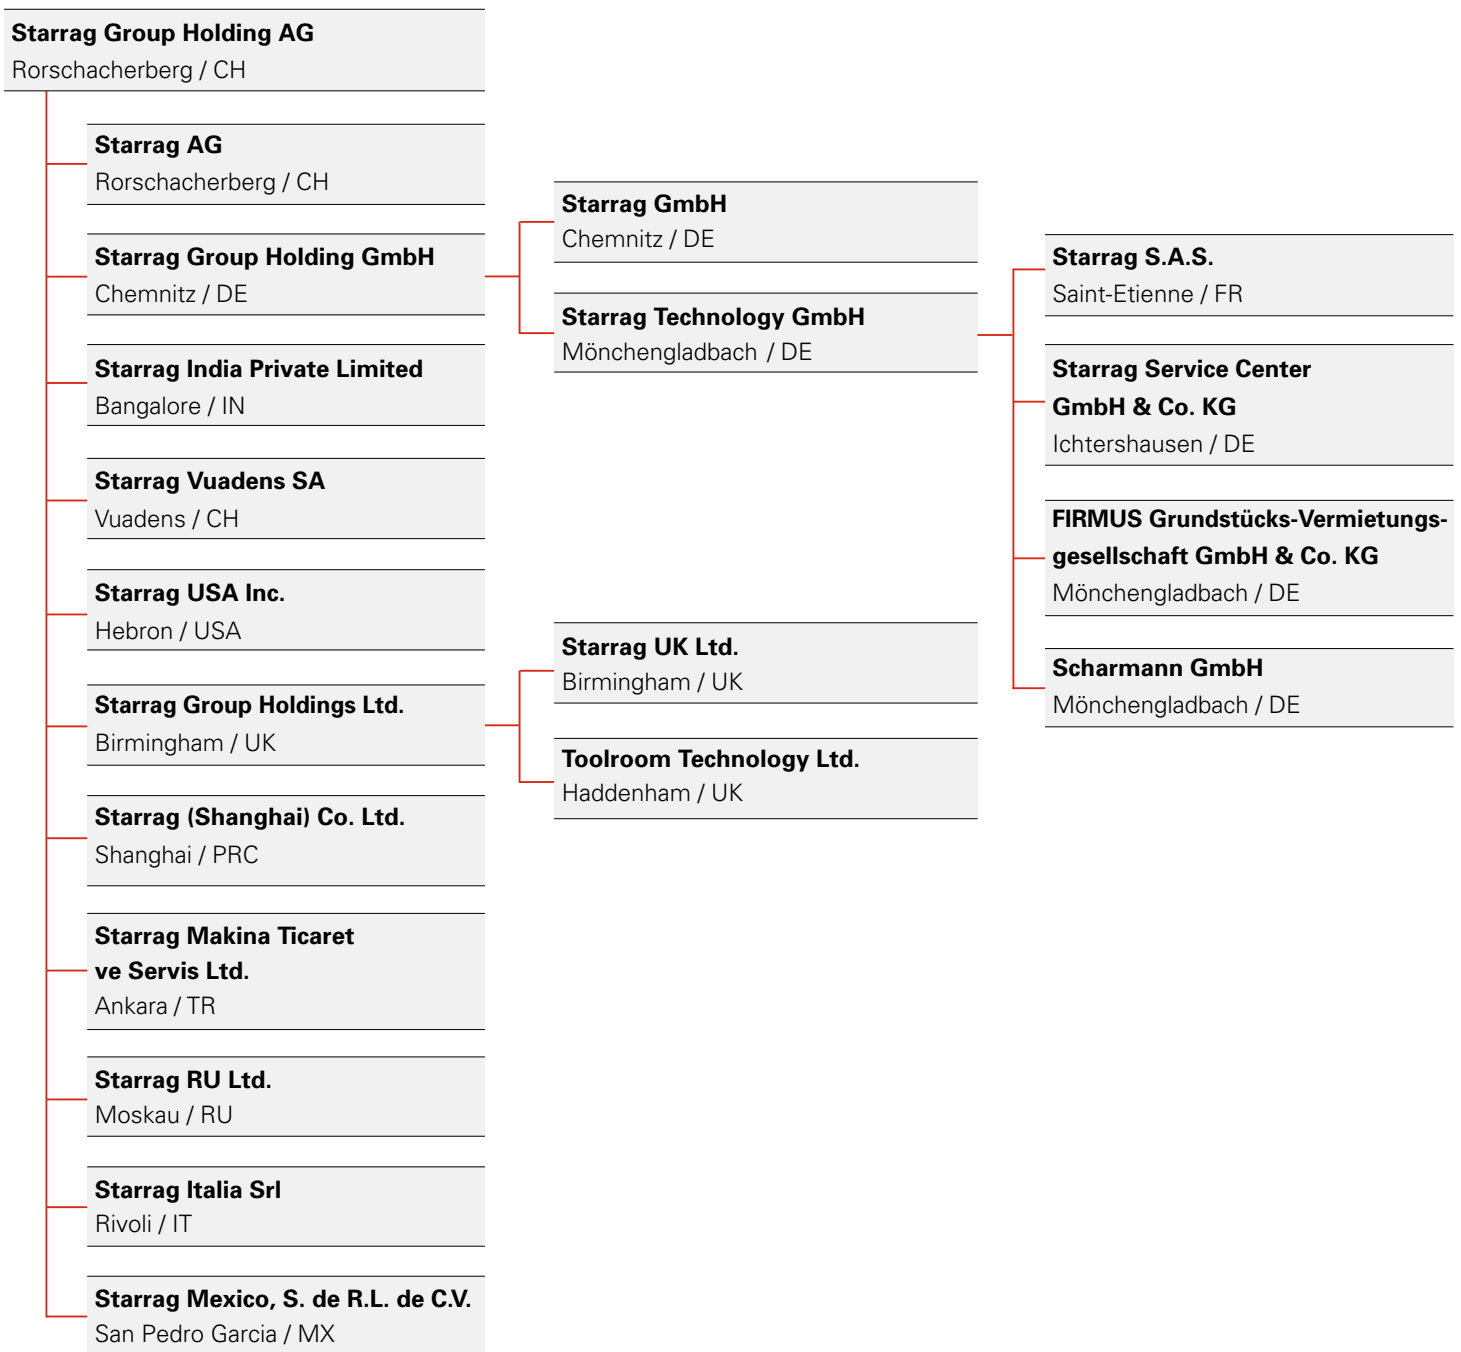 Starrag Group Holding AG
Rorschacherberg / CH
Starrag AG
Rorschacherberg / CH
Starrag Group Holding GmbH
Chemnitz / DE
Starrag India Private Limited
Bangalore / IN
Starrag Vuadens SA
Vuadens / CH
Starrag USA Inc.
Hebron / USA
Starrag Group Holdings Ltd.
Birmingham / UK
Starrag (Shanghai) Co. Ltd.
Shanghai / PRC
Starrag Makina Ticaret
ve Servis Ltd.
Ankara / TR
Starrag RU Ltd.
Moskau / RU
Starrag Italia Srl
Rivoli / IT
Starrag Mexico, S. de R.L. de C.V.
San Pedro Garcia / MX
Starrag GmbH
Chemnitz / DE
Starrag Technology GmbH
Mönchengladbach / DE
Starrag UK Ltd.
Birmingham / UK
Toolroom Technology Ltd.
Haddenham / UK
Starrag S.A.S.
Saint-Etienne / FR
Starrag Service Center
GmbH & Co. KG
Ichtershausen / DE
FIRMUS Grundstücks-Vermietungs-
gesellschaft GmbH & Co. KG
Mönchengladbach / DE
Scharmann GmbH
Mönchengladbach / DE